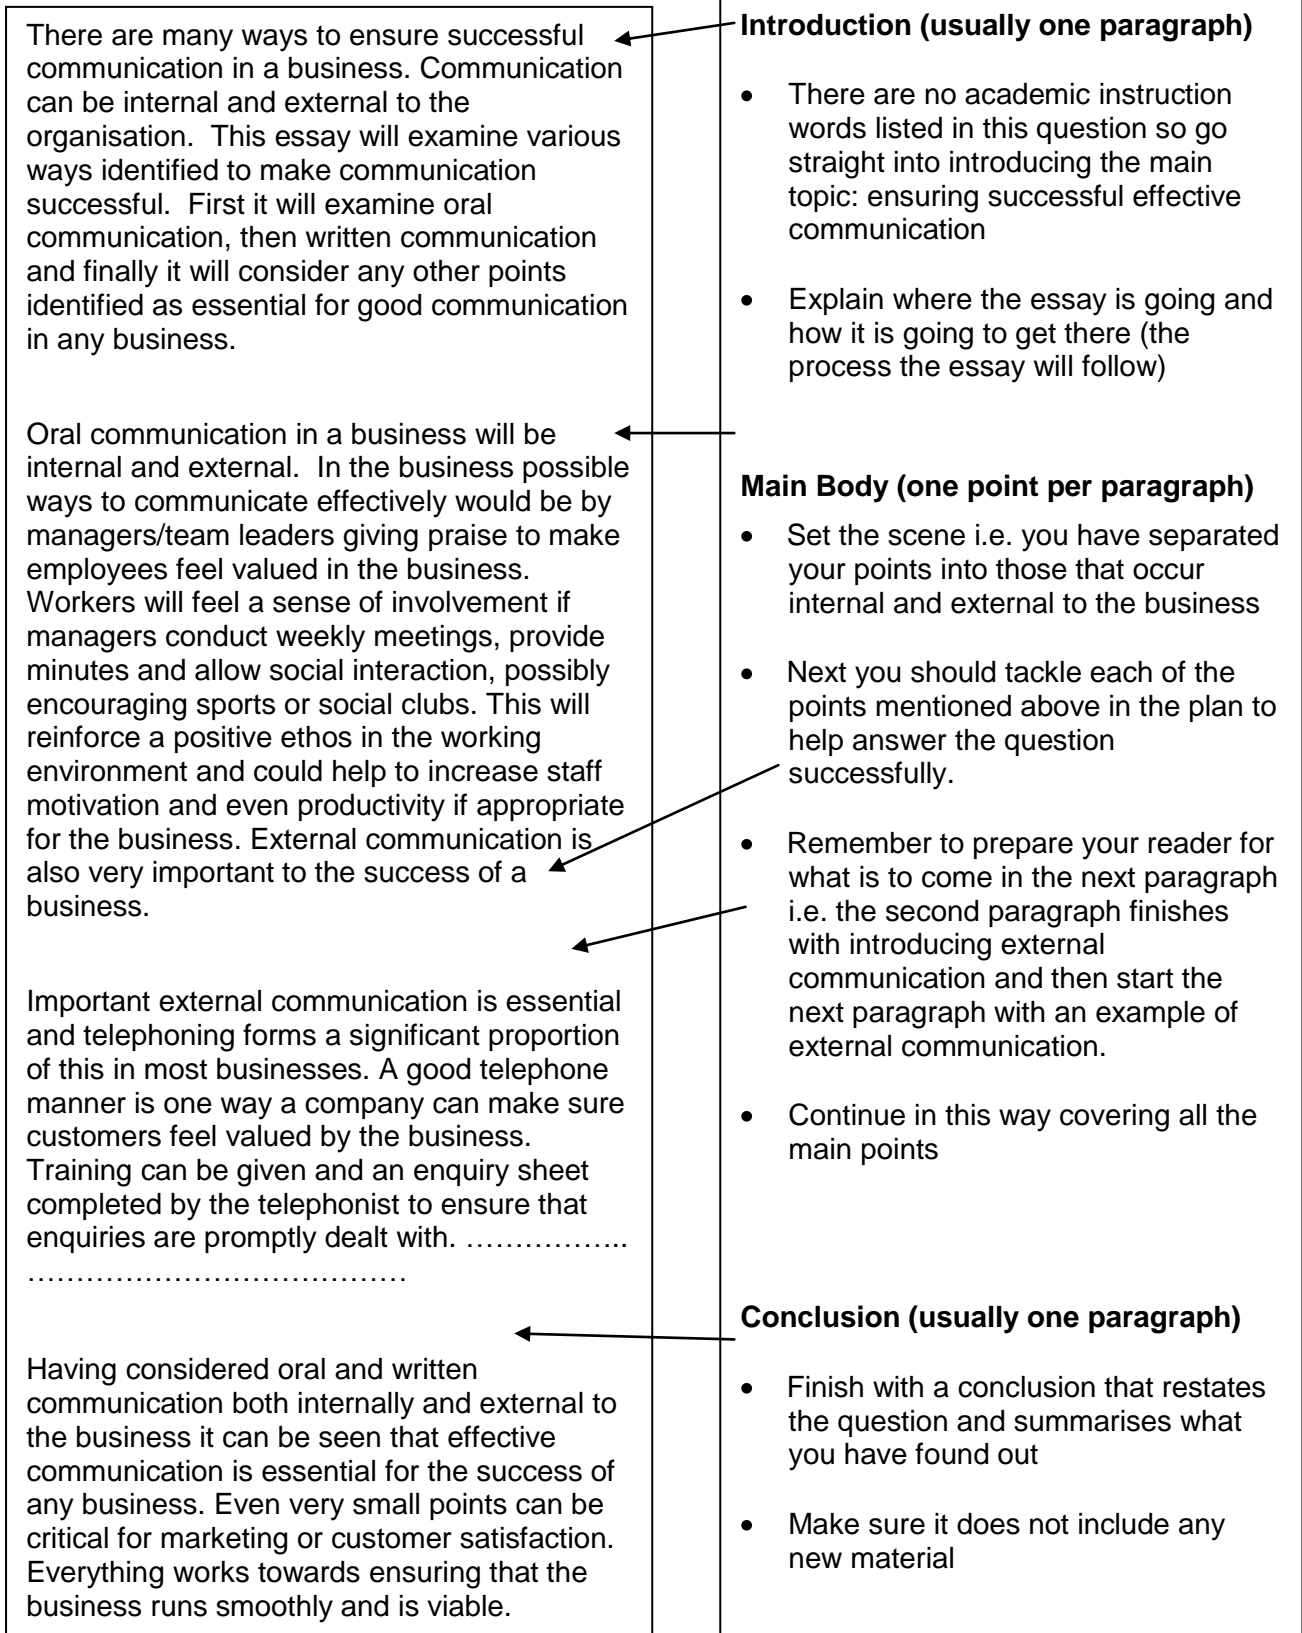 There are many ways to ensure successful
communication in a business. Communication
can be internal and external to the
organisation.  This essay will examine various
ways identified to make communication
successful.  First it will examine oral
communication, then written communication
and finally it will consider any other points
identified as essential for good communication
in any business.
Oral communication in a business will be
internal and external.  In the business possible
ways to communicate effectively would be by
managers/team leaders giving praise to make
employees feel valued in the business.
Workers will feel a sense of involvement if
managers conduct weekly meetings, provide
minutes and allow social interaction, possibly
encouraging sports or social clubs. This will
reinforce a positive ethos in the working
environment and could help to increase staff
motivation and even productivity if appropriate
for the business. External communication is
also very important to the success of a
business.
Important external communication is essential
and telephoning forms a significant proportion
of this in most businesses. A good telephone
manner is one way a company can make sure
customers feel valued by the business.
Training can be given and an enquiry sheet
completed by the telephonist to ensure that
enquiries are promptly dealt with. ……………..
…………………………………
Having considered oral and written
communication both internally and external to
the business it can be seen that effective
communication is essential for the success of
any business. Even very small points can be
critical for marketing or customer satisfaction.
Everything works towards ensuring that the
business runs smoothly and is viable.
Introduction (usually one paragraph)
• There are no academic instruction
words listed in this question so go
straight into introducing the main
topic: ensuring successful effective
communication
• Explain where the essay is going and
how it is going to get there (the
process the essay will follow)
Main Body (one point per paragraph)
• Set the scene i.e. you have separated
your points into those that occur
internal and external to the business
• Next you should tackle each of the
points mentioned above in the plan to
help answer the question
successfully.
• Remember to prepare your reader for
what is to come in the next paragraph
i.e. the second paragraph finishes
with introducing external
communication and then start the
next paragraph with an example of
external communication.
• Continue in this way covering all the
main points
Conclusion (usually one paragraph)
• Finish with a conclusion that restates
the question and summarises what
you have found out
• Make sure it does not include any
new material